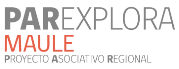 PAREXPLORA
MAULE
PROYECTO ASOCIATIVO REGIONAL